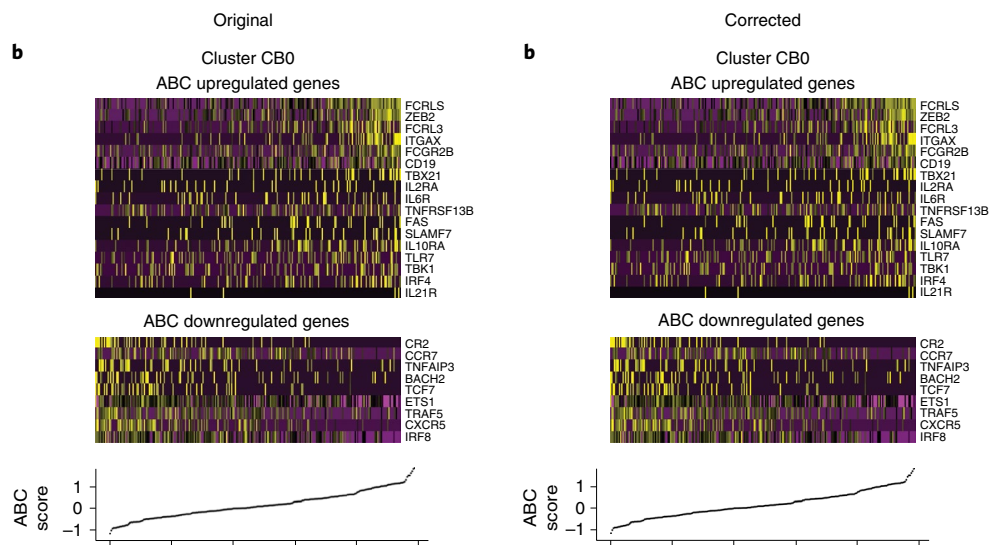 Original
Corrected
b
Cluster CB0
ABC upregulated genes
FCRLS
ZEB2
FCRL3
ITGAX
FCGR2B
CD19
TBX21
IL2RA
IL6R
TNFRSF13B
FAS
SLAMF7
IL10RA
TLR7
TBK1
IRF4
IL21R
ABC downregulated genes
CR2
CCR7
TNFAIP3
BACH2
TCF7
ETS1
TRAF5
CXCR5
IRF8
ABC
score
1
0
−1
b
Cluster CB0
ABC upregulated genes
FCRLS
ZEB2
FCRL3
ITGAX
FCGR2B
CD19
TBX21
IL2RA
IL6R
TNFRSF13B
FAS
SLAMF7
IL10RA
TLR7
TBK1
IRF4
IL21R
ABC downregulated genes
CR2
CCR7
TNFAIP3
BACH2
TCF7
ETS1
TRAF5
CXCR5
IRF8
ABC
score
1
0
−1